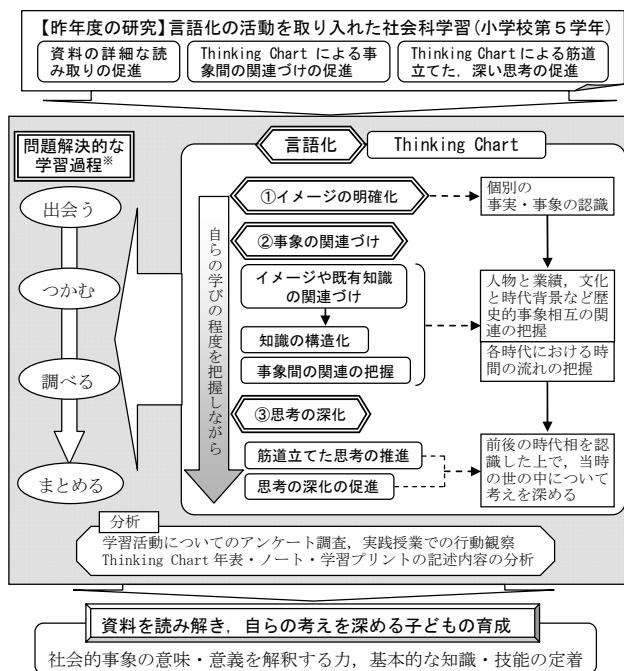 【昨年度の研究】言語化の活動を取り入れた社会科学習(小学校第５学年)
資料の詳細な読
み取りの促進
Thinking Chart による事
象間の関連づけの促進
Thinking Chart による筋道
立てた，深い思考の促進
問題解決的な
学習過程※
出会う
つかむ
調べる
まとめる
言語化
Thinking Chart
自らの学びの程度を把握しながら
①イメージの明確化
②事象の関連づけ
イメージや既有知識
の関連づけ
知識の構造化
事象間の関連の把握
③思考の深化
筋道立てた思考の推進
思考の深化の促進
個別の
事実・事象の認識
人物と業績，文化
と時代背景など歴
史的事象相互の関
連の把握
各時代における時
間の流れの把握
前後の時代相を認
識した上で，当時
の世の中について
考えを深める
分析
学習活動についてのアンケート調査，実践授業での行動観察
Thinking Chart 年表・ノート・学習プリントの記述内容の分析
資料を読み解き，自らの考えを深める子どもの育成
社会的事象の意味・意義を解釈する力，基本的な知識・技能の定着